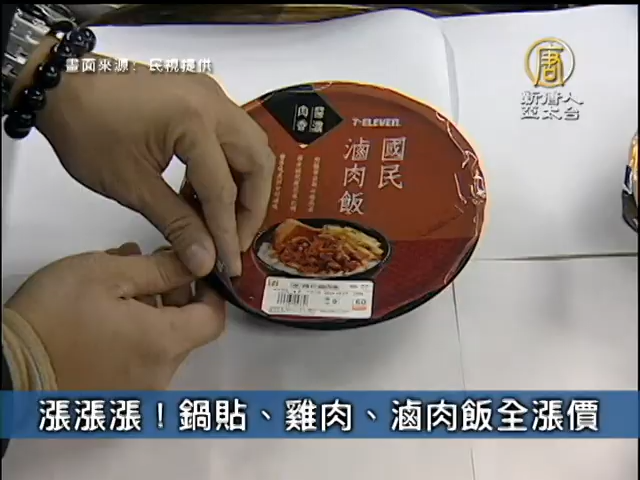 畫面來源：民視提供
新唐人
亞太台
醬濃
肉香
7-ELEVEN.
國民
滷肉飯
60
漲漲漲！鍋貼、雞肉、滷肉飯全漲價